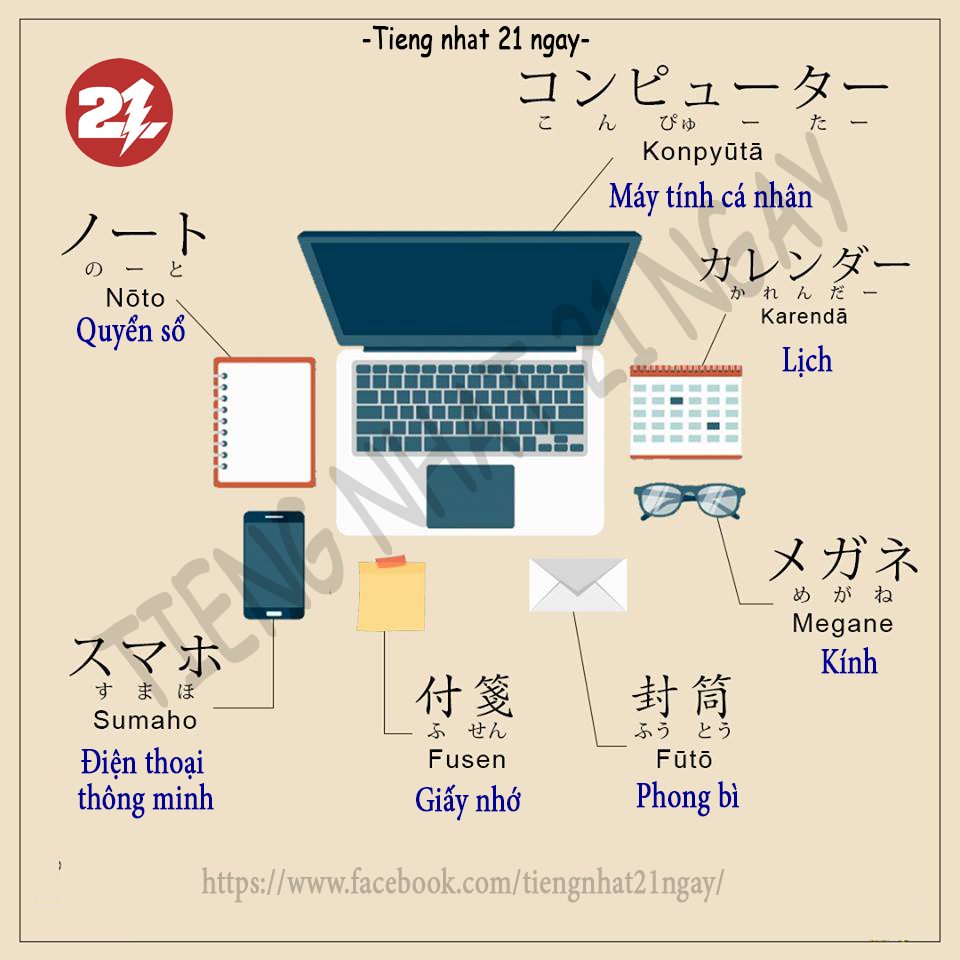 -Tieng nhat 21 ngay-
21
コンピューター
こんぴゅーたー
Konpyūtā
Máy tính cá nhân
ノート
のーと
Nōto
Quyển sổ
カレンダー
かれんだー
Karendā
Lịch
メガネ
めがね
Megane
Kính
スマホ
すまほ
Sumaho
Điện thoại
thông minh
付箋
ふ せん
Fusen
Giấy nhớ
封筒
ふう とう
Fūtō
Phong bì
TIENG NHAT 21 NGAY
https://www.facebook.com/tiengnhat21ngay/